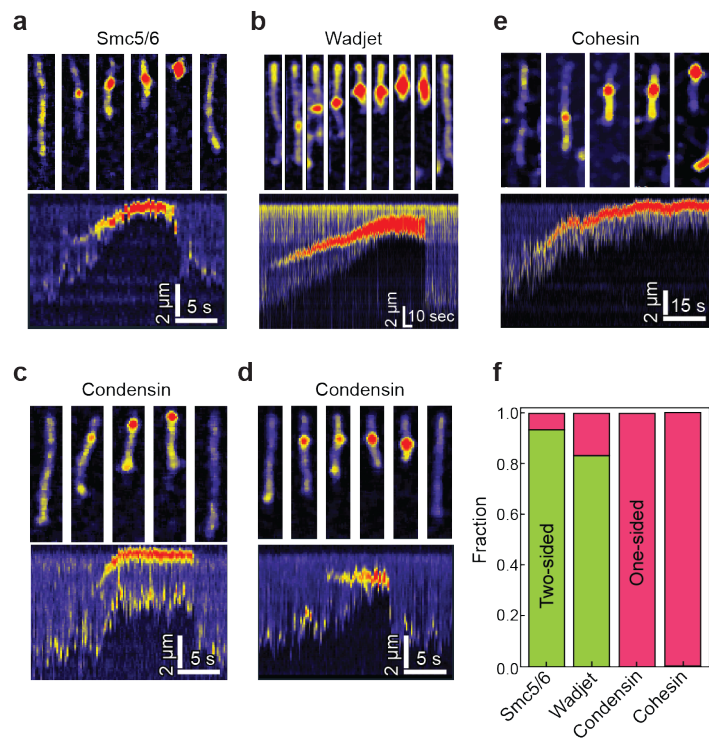 a
Smc5/6
2 μm
5 s
b
Wadjet
2 μm
10 sec
e
Cohesin
2 μm
15 s
c
Condensin
2 μm
5 s
d
Condensin
2 μm
5 s
f
Fraction
1.0
0.8
0.6
0.4
0.2
0.0
Two-sided
One-sided
Smc5/6
Wadjet
Condensin
Cohesin